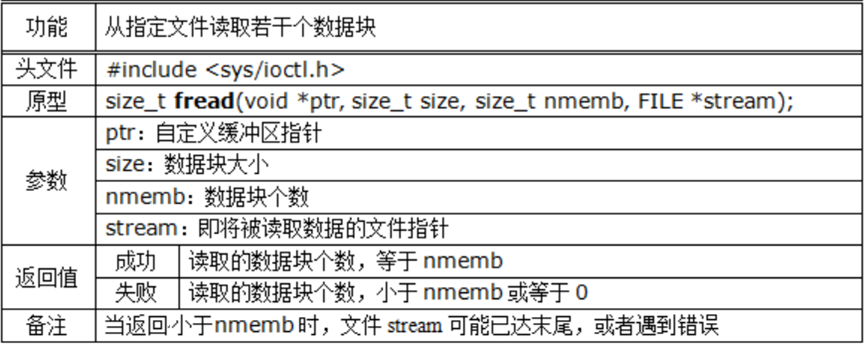 功能 从指定文件读取若干个数据块
头文件 #include <sys/ioctl.h>
原型 size_t fread(void *ptr, size_t size, size_t nmemb, FILE *stream);
参数 ptr：自定义缓冲区指针
size：数据块大小
nmemb：数据块个数
stream：即将被读取数据的文件指针
返回值 成功 读取的数据块个数，等于 nmemb
失败 读取的数据块个数，小于 nmemb 或等于 0
备注 当返回小于nmemb 时，文件 stream 可能已达末尾，或者遇到错误